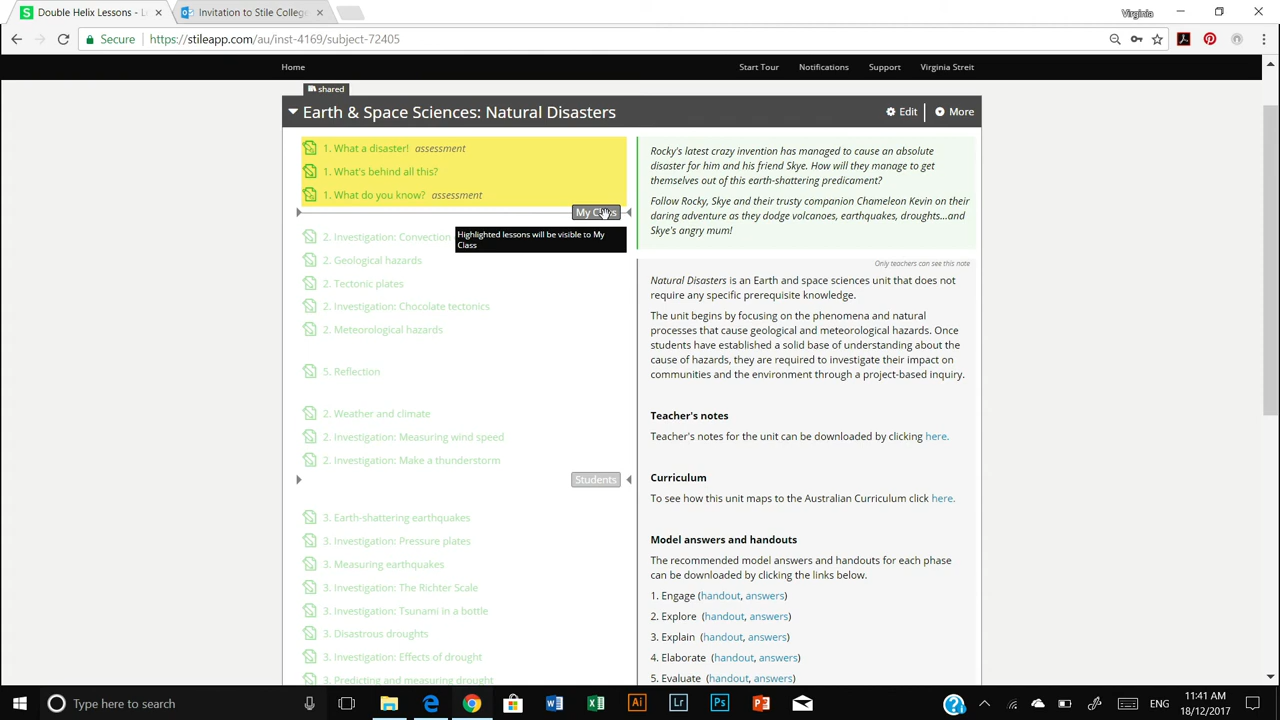 Double Helix Lessons - L
Invitation to Stile College
Virginia
Secure
https://stileapp.com/au/inst-4169/subject-72405
Home
Start Tour
Notifications
Support
Virginia Streit
shared
Earth & Space Sciences: Natural Disasters
Edit
More
1. What a disaster! assessment
1. What's behind all this?
1. What do you know? assessment
My Class
Highlighted lessons will be visible to My
Class
2. Investigation: Convection
2. Geological hazards
2. Tectonic plates
2. Investigation: Chocolate tectonics
2. Meteorological hazards
5. Reflection
2. Weather and climate
2. Investigation: Measuring wind speed
2. Investigation: Make a thunderstorm
Students
3. Earth-shattering earthquakes
3. Investigation: Pressure plates
3. Measuring earthquakes
3. Investigation: The Richter Scale
3. Investigation: Tsunami in a bottle
3. Disastrous droughts
3. Investigation: Effects of drought
3. Predicting and measuring drought
Rocky's latest crazy invention has managed to cause an absolute
disaster for him and his friend Skye. How will they manage to get
themselves out of this earth-shattering predicament?
Follow Rocky, Skye and their trusty companion Chameleon Kevin on their
daring adventure as they dodge volcanoes, earthquakes, droughts...and
Skye's angry mum!
Only teachers can see this note
Natural Disasters is an Earth and space sciences unit that does not
require any specific prerequisite knowledge.
The unit begins by focusing on the phenomena and natural
processes that cause geological and meteorological hazards. Once
students have established a solid base of understanding about the
cause of hazards, they are required to investigate their impact on
communities and the environment through a project-based inquiry.
Teacher's notes
Teacher's notes for the unit can be downloaded by clicking here.
Curriculum
To see how this unit maps to the Australian Curriculum click here.
Model answers and handouts
The recommended model answers and handouts for each phase
can be downloaded by clicking the links below.
1. Engage (handout, answers)
2. Explore (handout, answers)
3. Explain (handout, answers)
4. Elaborate (handout, answers)
5. Evaluate (handout, answers)
Type here to search
Ai
Lr
Ps
ENG
11:41 AM
18/12/2017